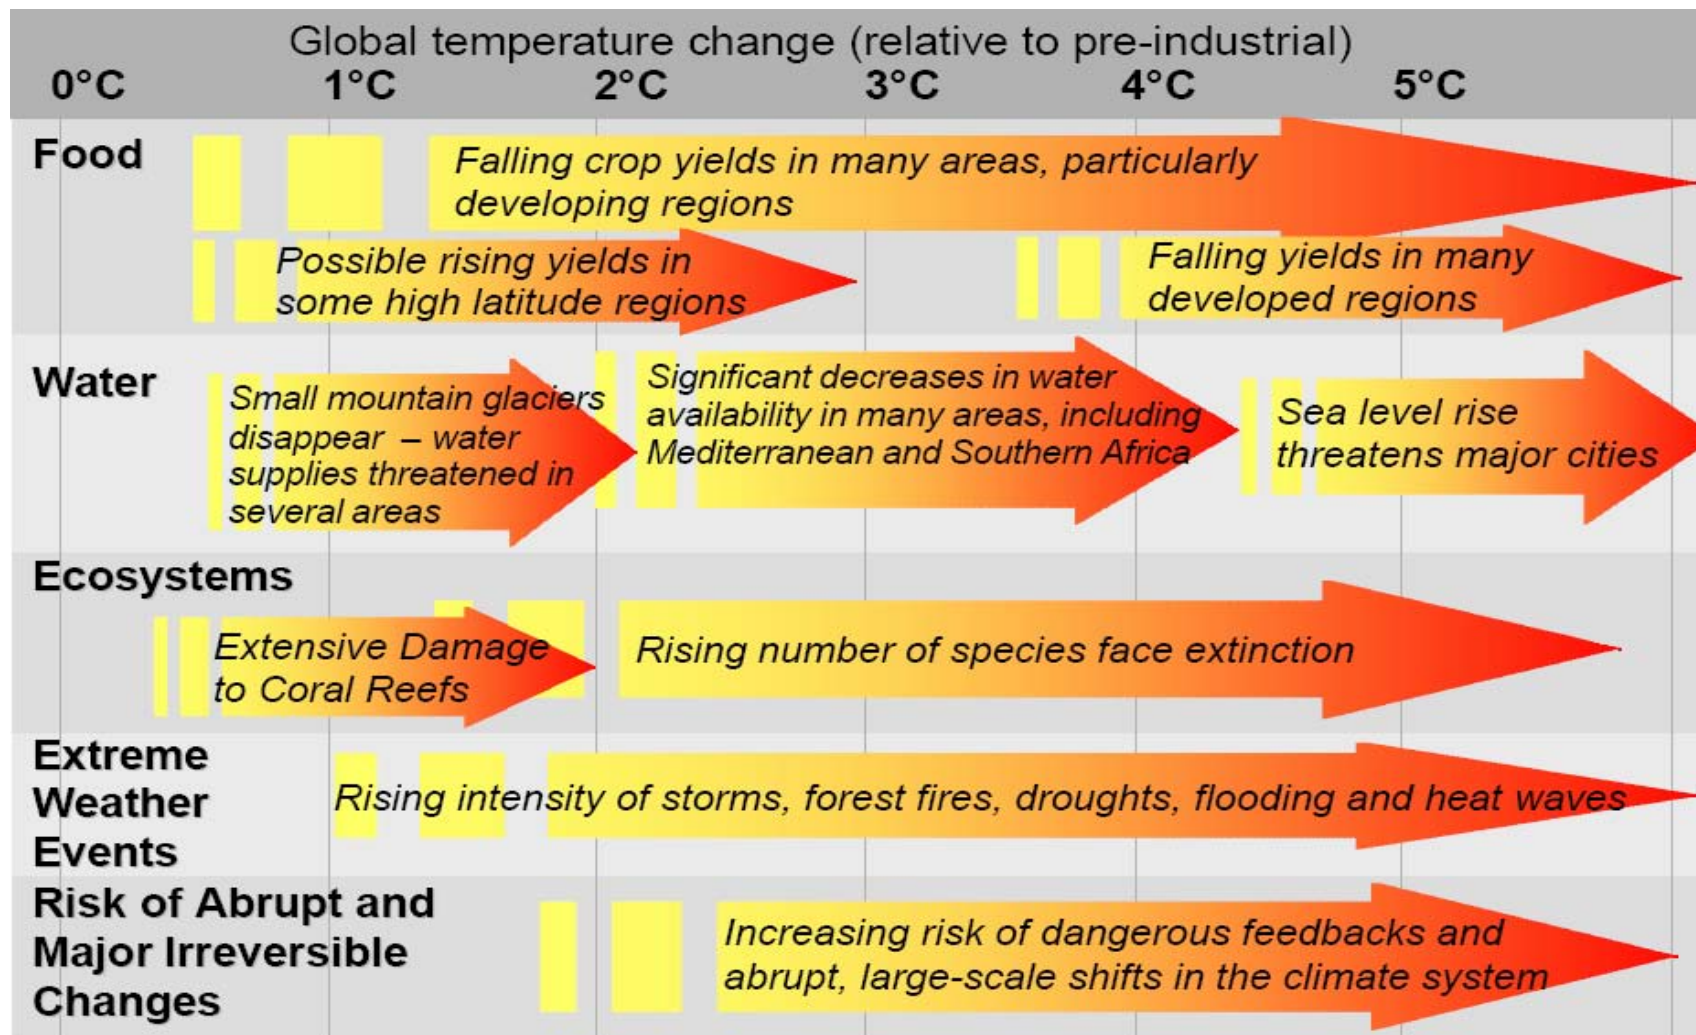 Global temperature change (relative to pre-industrial)
0°C 1°C 2°C 3°C 4°C 5°C
Food
Falling crop yields in many areas, particularly
developing regions
Possible rising yields in
some high latitude regions
Falling yields in many
developed regions
Water
Small mountain glaciers
disappear – water
supplies threatened in
several areas
Significant decreases in water
availability in many areas, including
Mediterranean and Southern Africa
Sea level rise
threatens major cities
Ecosystems
Extensive Damage
to Coral Reefs
Rising number of species face extinction
Extreme
Weather
Events
Rising intensity of storms, forest fires, droughts, flooding and heat waves
Risk of Abrupt and
Major Irreversible
Changes
Increasing risk of dangerous feedbacks and
abrupt, large-scale shifts in the climate system